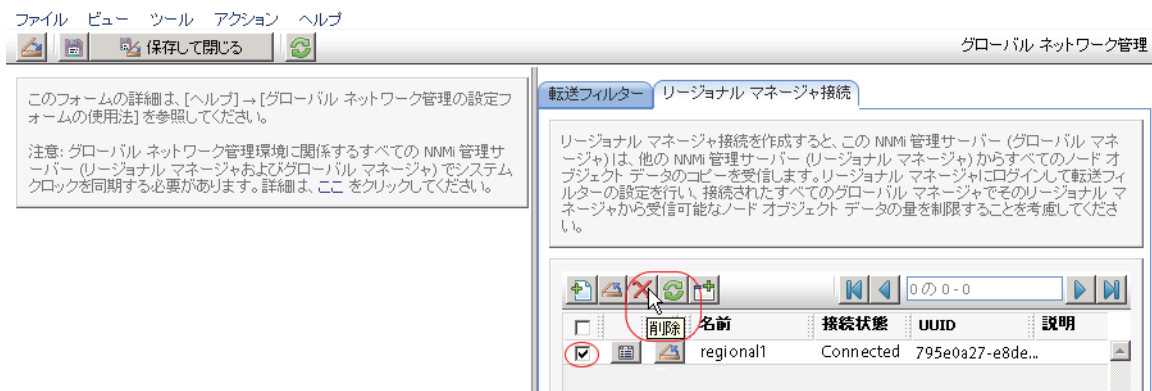 ファイル ビュー ツール アクション ヘルプ
保存して閉じる
グローバル ネットワーク管理
このフォームの詳細は、[ヘルプ]→[グローバル ネットワーク管理の設定フ
ォームの使用法]を参照してください。
注意: グローバル ネットワーク管理環境に関係するすべての NNMi 管理サ
ーバー (リージョナル マネージャおよびグローバル マネージャ) でシステム
クロックを同期する必要があります。詳細は、ここ をクリックしてください。
転送フィルター リージョナル マネージャ接続
リージョナル マネージャ接続を作成すると、この NNMi 管理サーバー (グローバル マネ
ージャ)は、他の NNMi 管理サーバー (リージョナル マネージャ) からすべてのノード オ
ブジェクト データのコピーを受信します。リージョナル マネージャにログインして転送フィ
ルターの設定を行い、接続されたすべてのグローバル マネージャでそのリージョナル マ
ネージャから受信可能なノード オブジェクト データの量を制限することを考慮してくださ
い。
0 の 0 - 0
削除
名前 接続状態 UUID 説明
regional1 Connected 795e0a27-e8de...